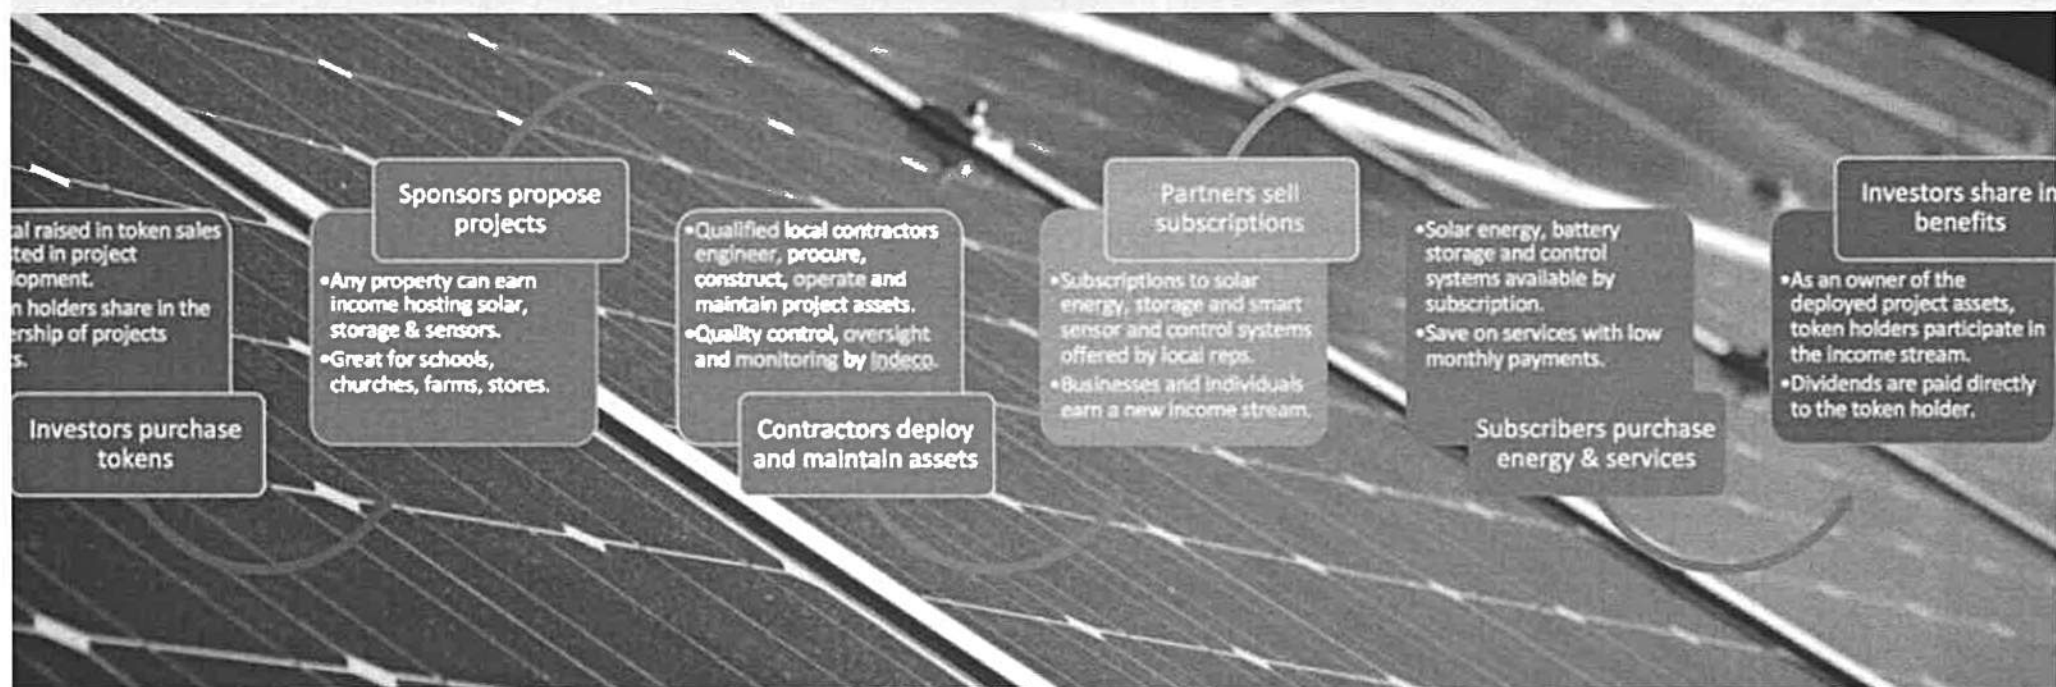 al raised in token sales
ted in project
opment.
n holders share in the
ership of projects
s.
Investors purchase
tokens
Sponsors propose
projects
•Any property can earn
income hosting solar,
storage & sensors.
•Great for schools,
churches, farms, stores.
•Qualified local contractors
engineer, procure,
construct, operate and
maintain project assets.
•Quality control, oversight
and monitoring by Indeco.
Contractors deploy
and maintain assets
Partners sell
subscriptions
•Subscriptions to solar
energy, storage and smart
sensor and control systems
offered by local reps.
•Businesses and individuals
earn a new income stream.
•Solar energy, battery
storage and control
systems available by
subscription.
•Save on services with low
monthly payments.
Subscribers purchase
energy & services
Investors share in
benefits
•As an owner of the
deployed project assets,
token holders participate in
the income stream.
•Dividends are paid directly
to the token holder.